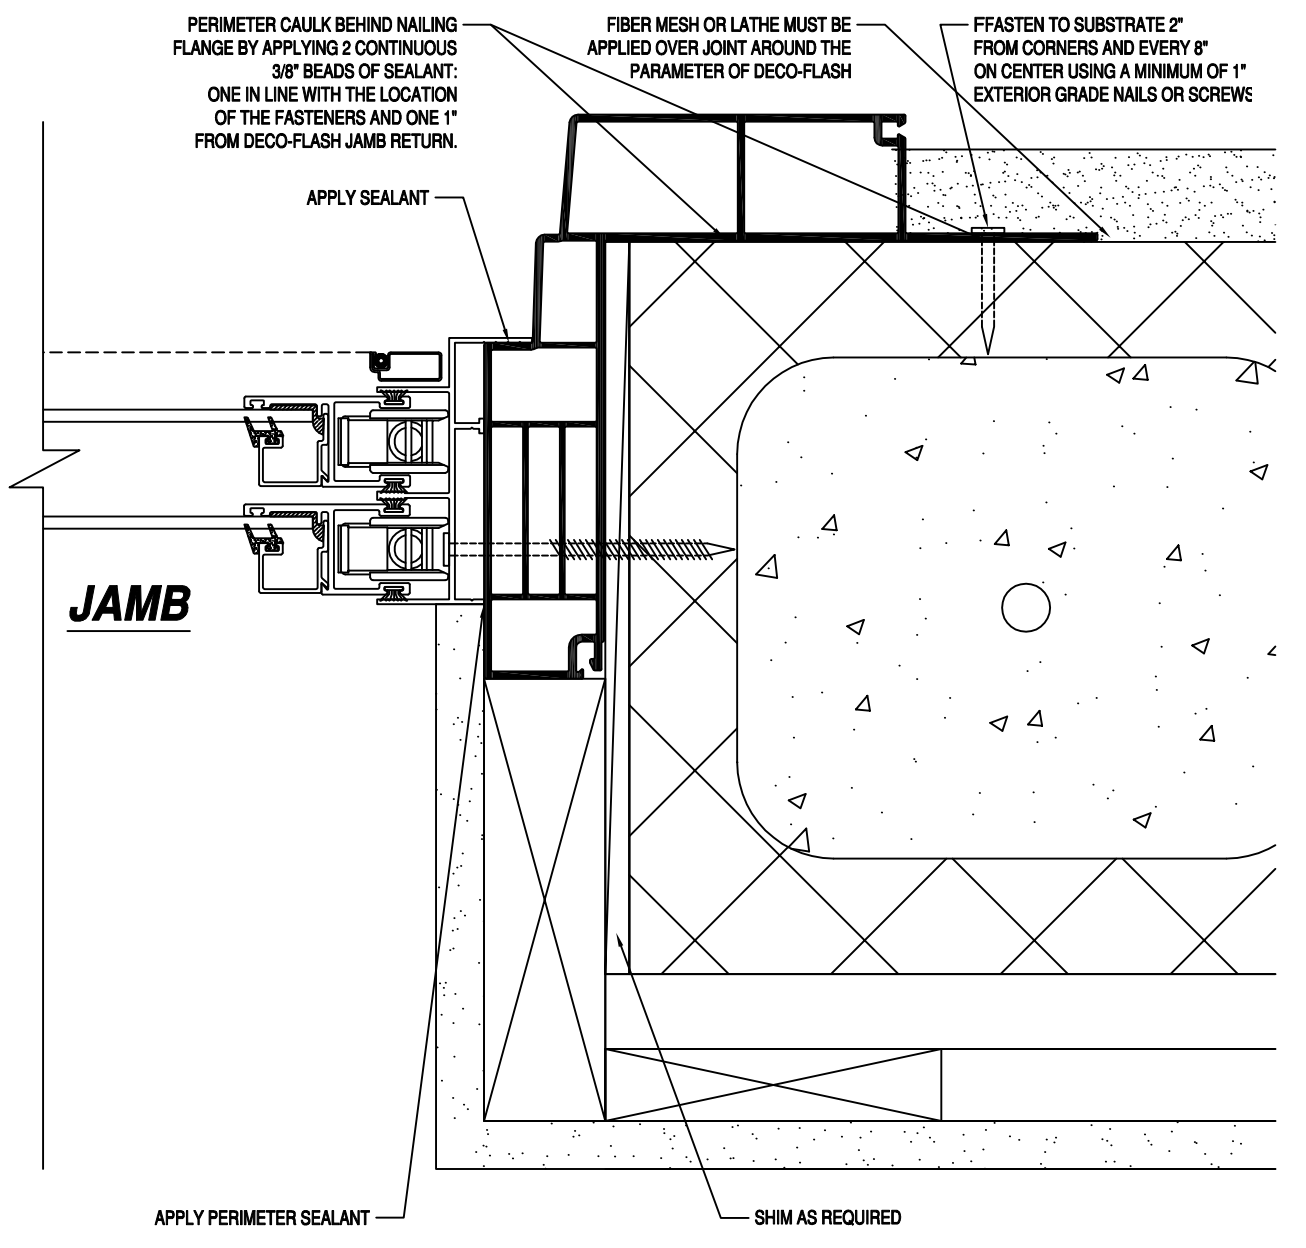 PERIMETER CAULK BEHIND NAILING
FLANGE BY APPLYING 2 CONTINUOUS
3/8" BEADS OF SEALANT:
ONE IN LINE WITH THE LOCATION
OF THE FASTENERS AND ONE 1"
FROM DECO-FLASH JAMB RETURN.
FIBER MESH OR LATHE MUST BE
APPLIED OVER JOINT AROUND THE
PARAMETER OF DECO-FLASH
FFASTEN TO SUBSTRATE 2"
FROM CORNERS AND EVERY 8"
ON CENTER USING A MINIMUM OF 1"
EXTERIOR GRADE NAILS OR SCREWS
APPLY SEALANT
JAMB
APPLY PERIMETER SEALANT
SHIM AS REQUIRED